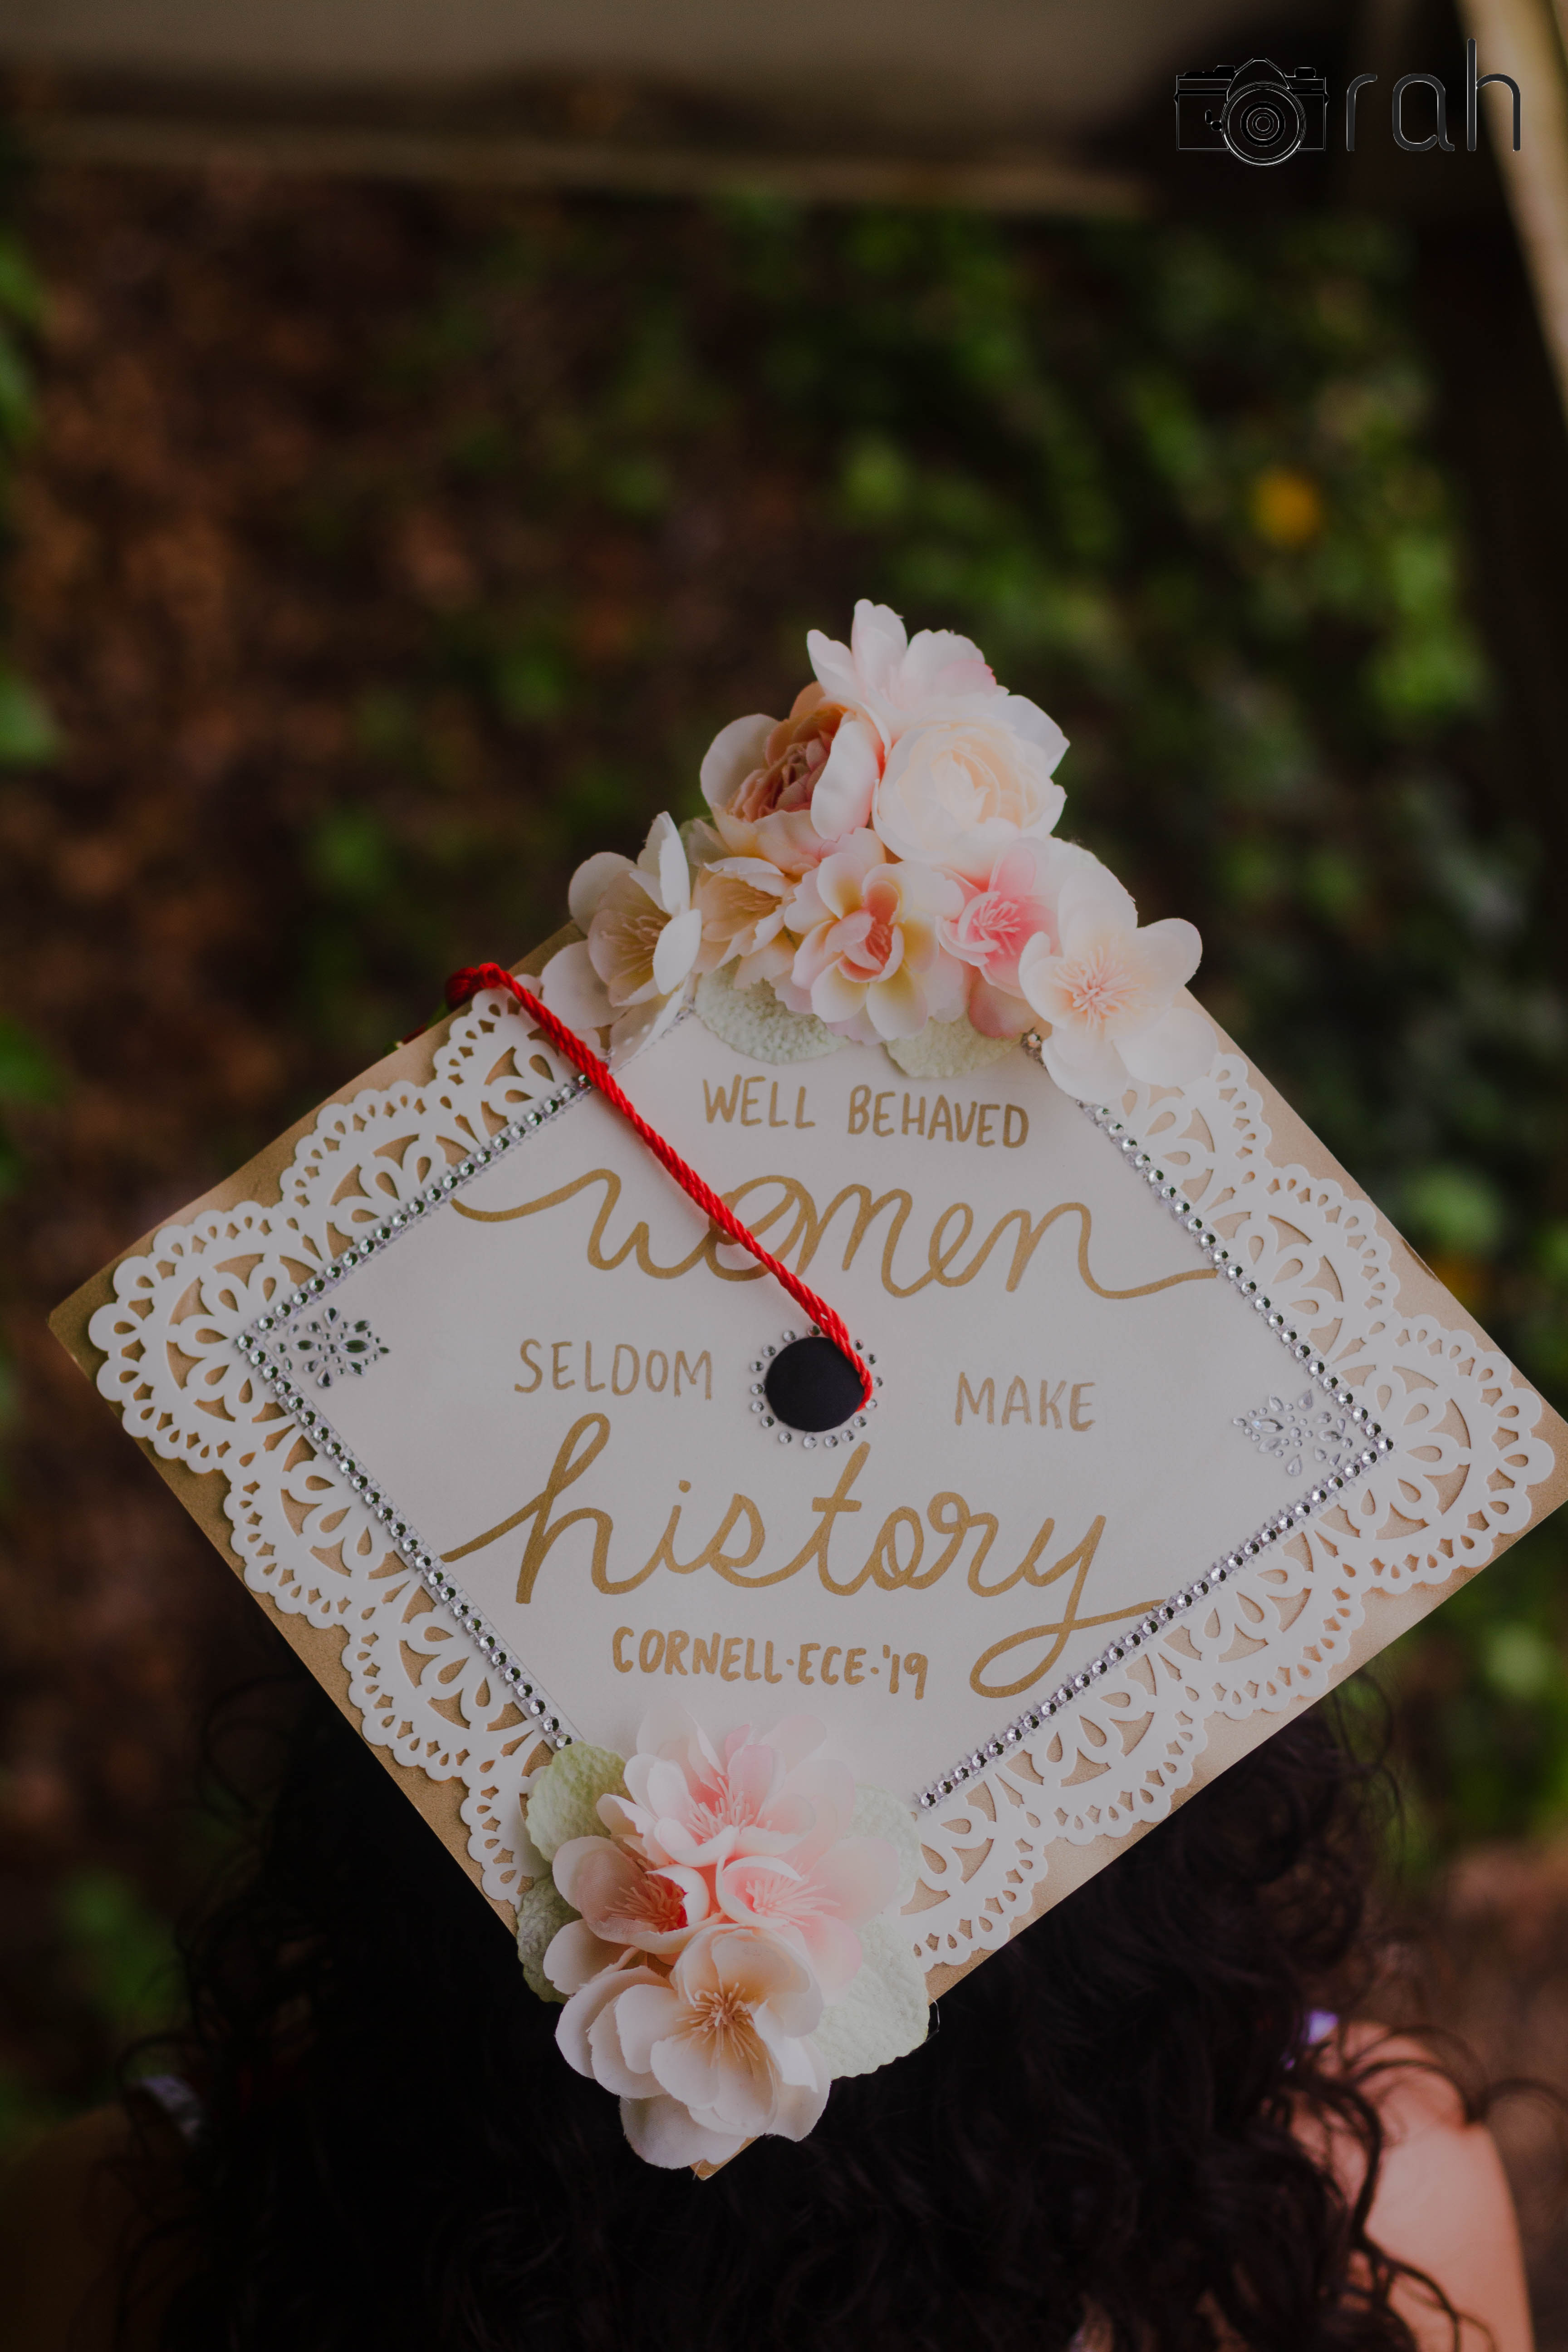 rah
WELL BEHAVED
women
SELDOM MAKE
history
CORNELL·ECE·'19